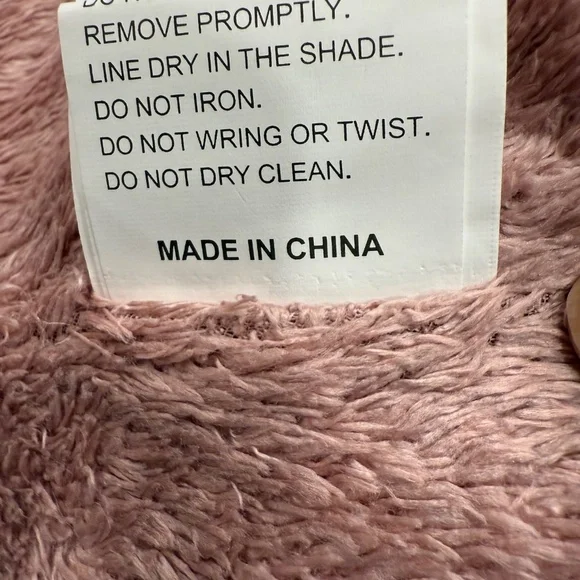 REMOVE PROMPTLY.
LINE DRY IN THE SHADE.
DO NOT IRON.
DO NOT WRING OR TWIST.
DO NOT DRY CLEAN.
MADE IN CHINA